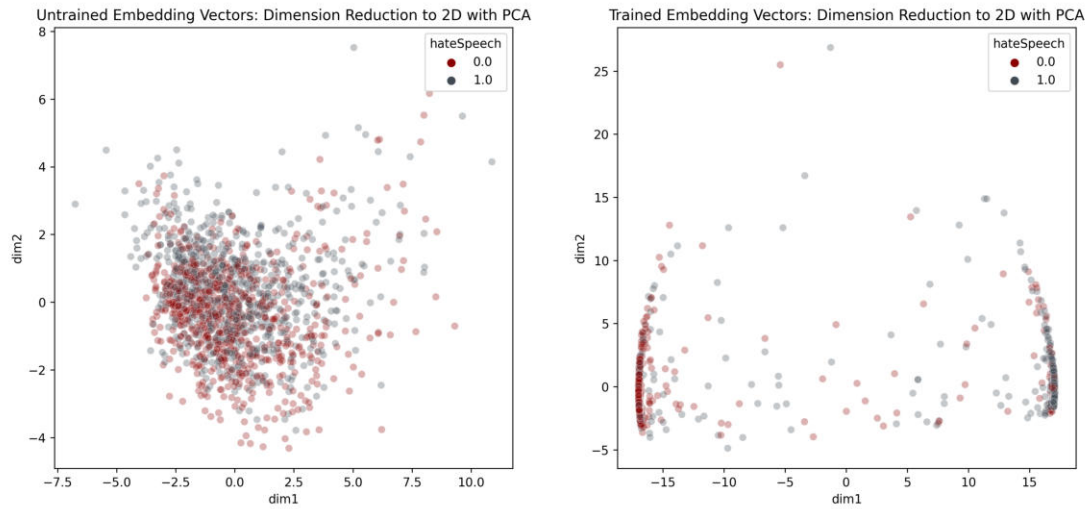 Untrained Embedding Vectors: Dimension Reduction to 2D with PCA
hateSpeech
0.0
1.0
8
6
4
2
0
−2
−4
dim2
−7.5 −5.0 −2.5 0.0 2.5 5.0 7.5 10.0
dim1
Trained Embedding Vectors: Dimension Reduction to 2D with PCA
hateSpeech
0.0
1.0
25
20
15
10
5
0
−5
dim2
−15 −10 −5 0 5 10 15
dim1